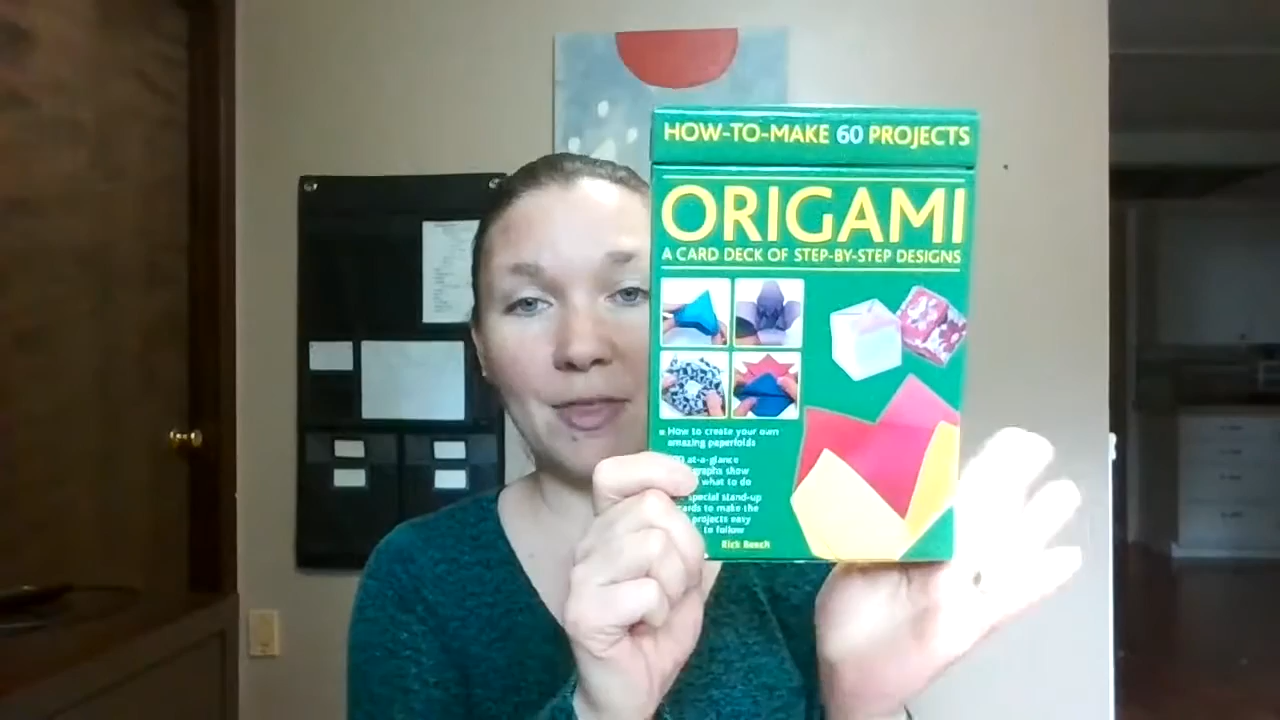 HOW-TO-MAKE 60 PROJECTS
ORIGAMI
A CARD DECK OF STEP-BY-STEP DESIGNS
How to create your own
amazing paperfolds
at-a-glance
show
what to do
special stand-up
cards to make the
projects easy
to follow
Rick Beech